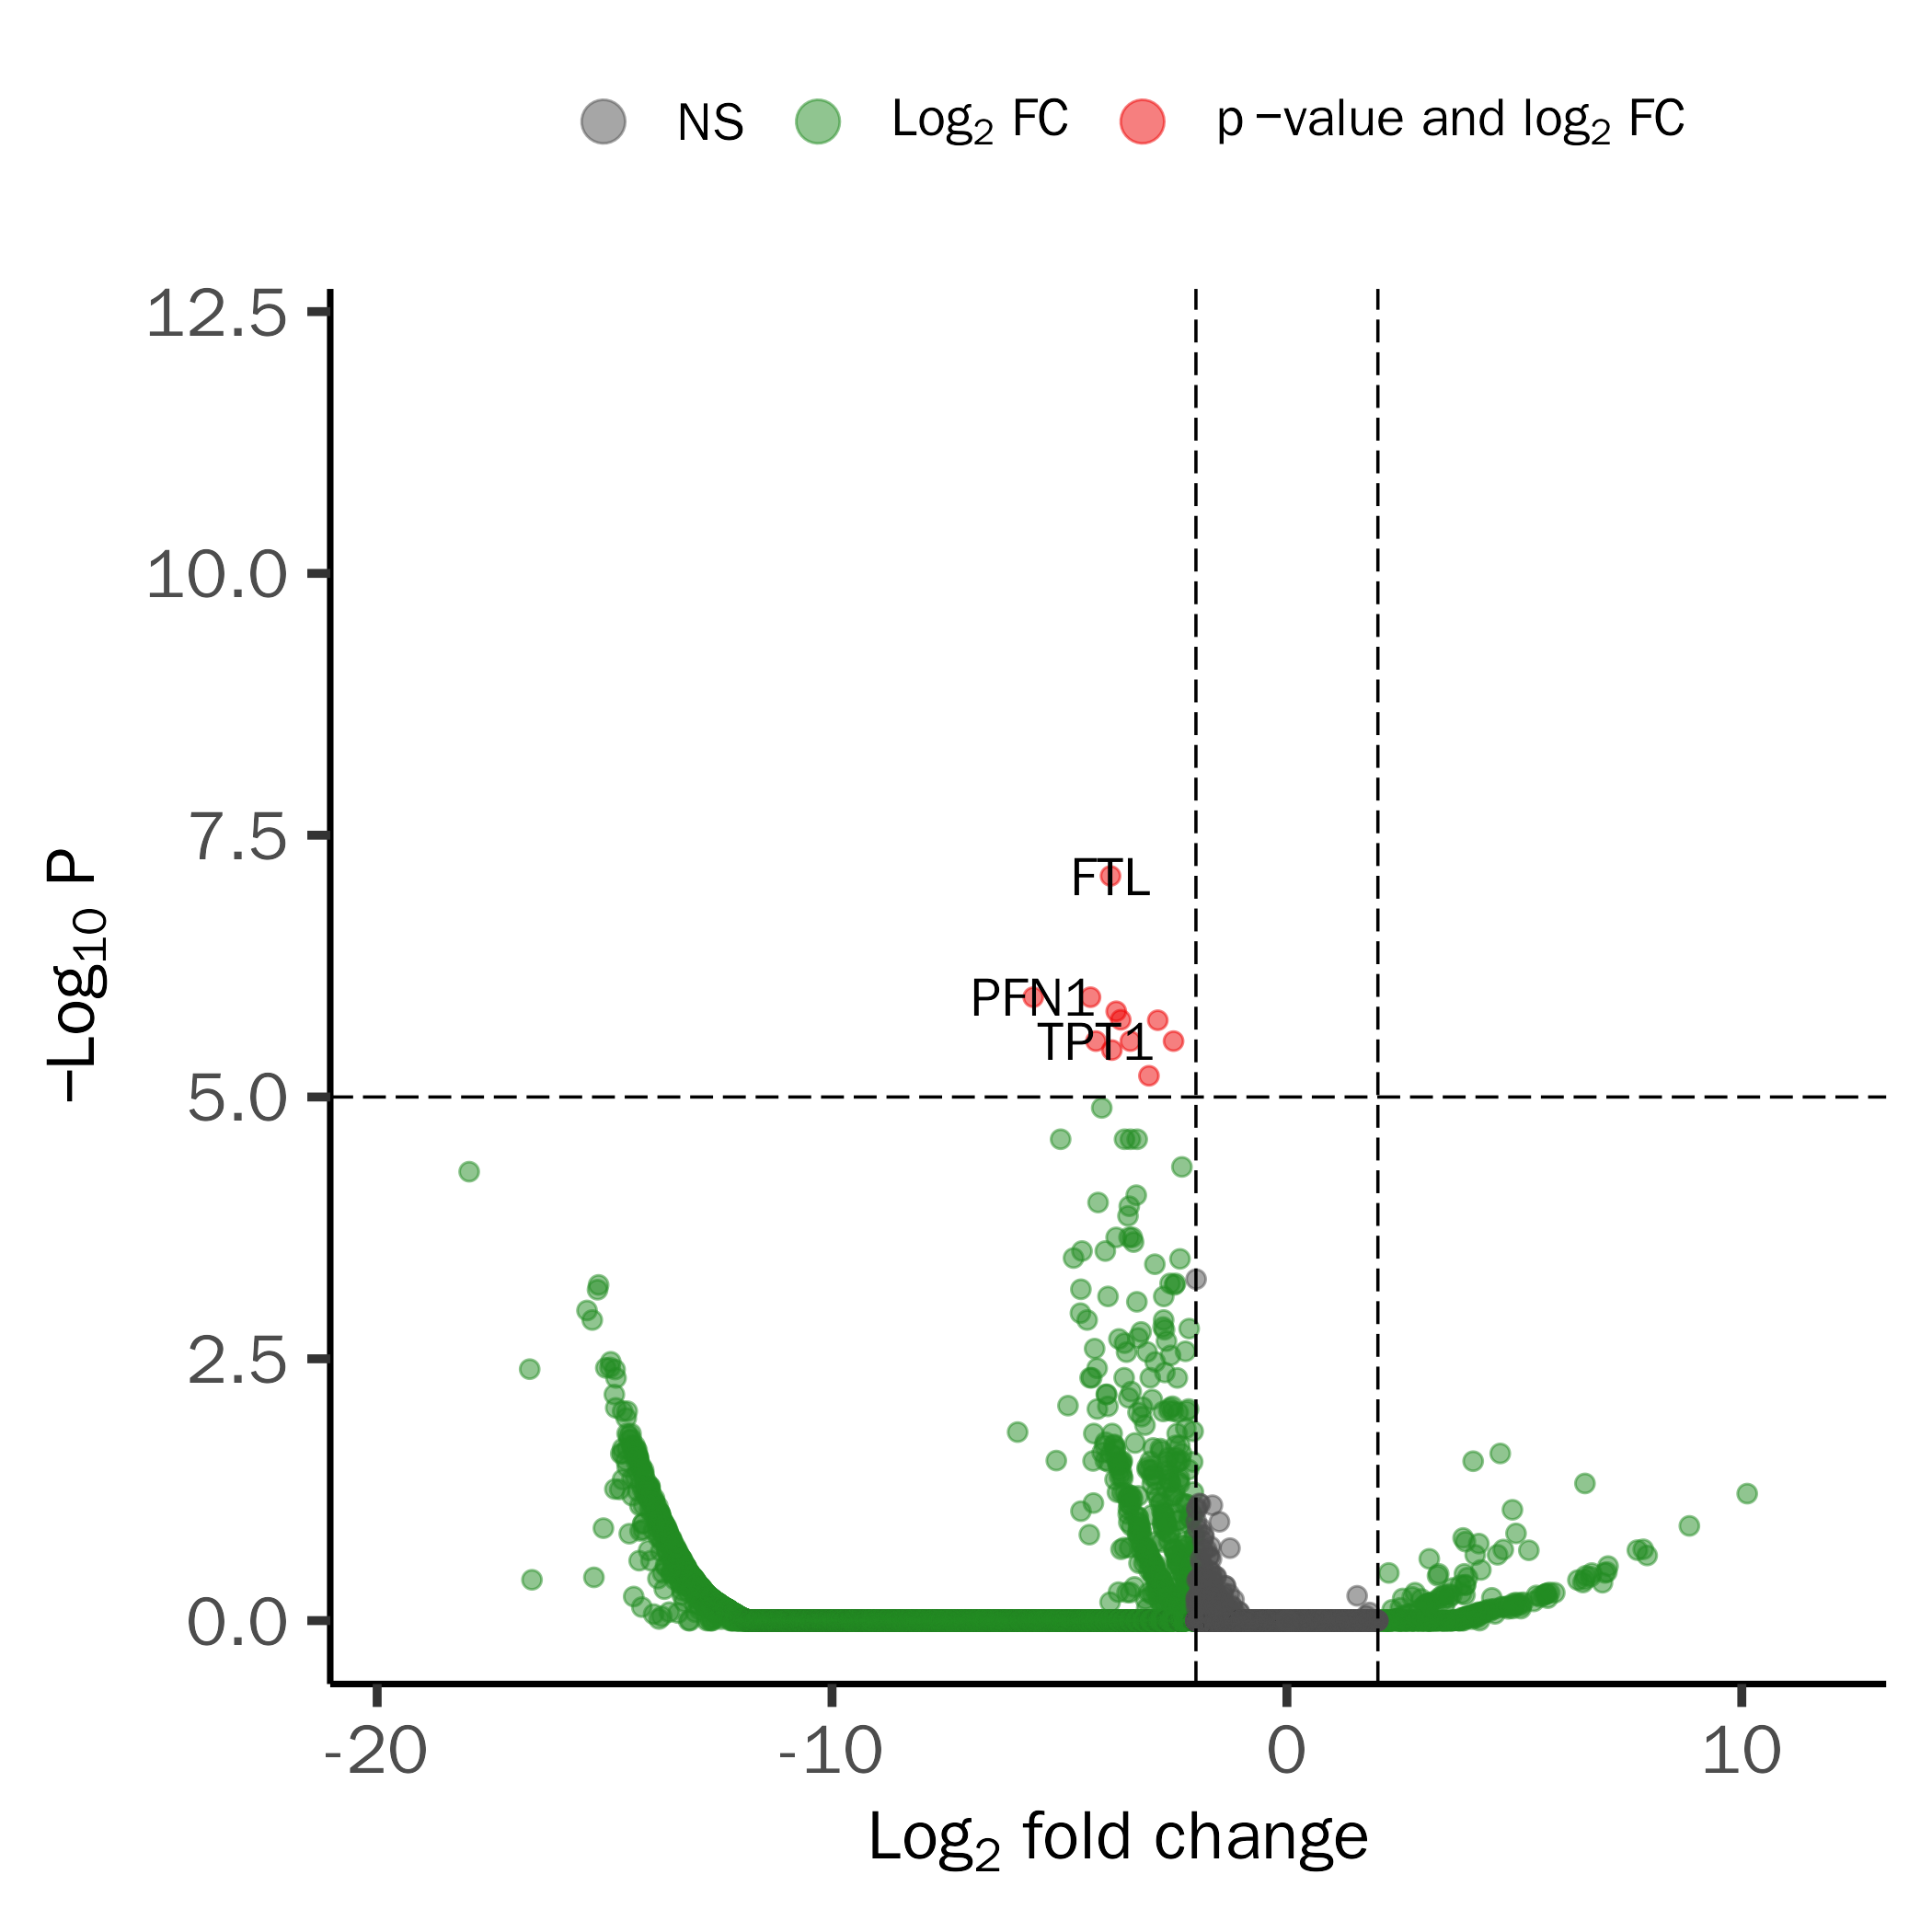 NS Log₂ FC p −value and log₂ FC
12.5
10.0
7.5
5.0
2.5
0.0
−Log₁₀ P
FTL
PFN1
TPT1
-20 -10 0 10
Log₂ fold change